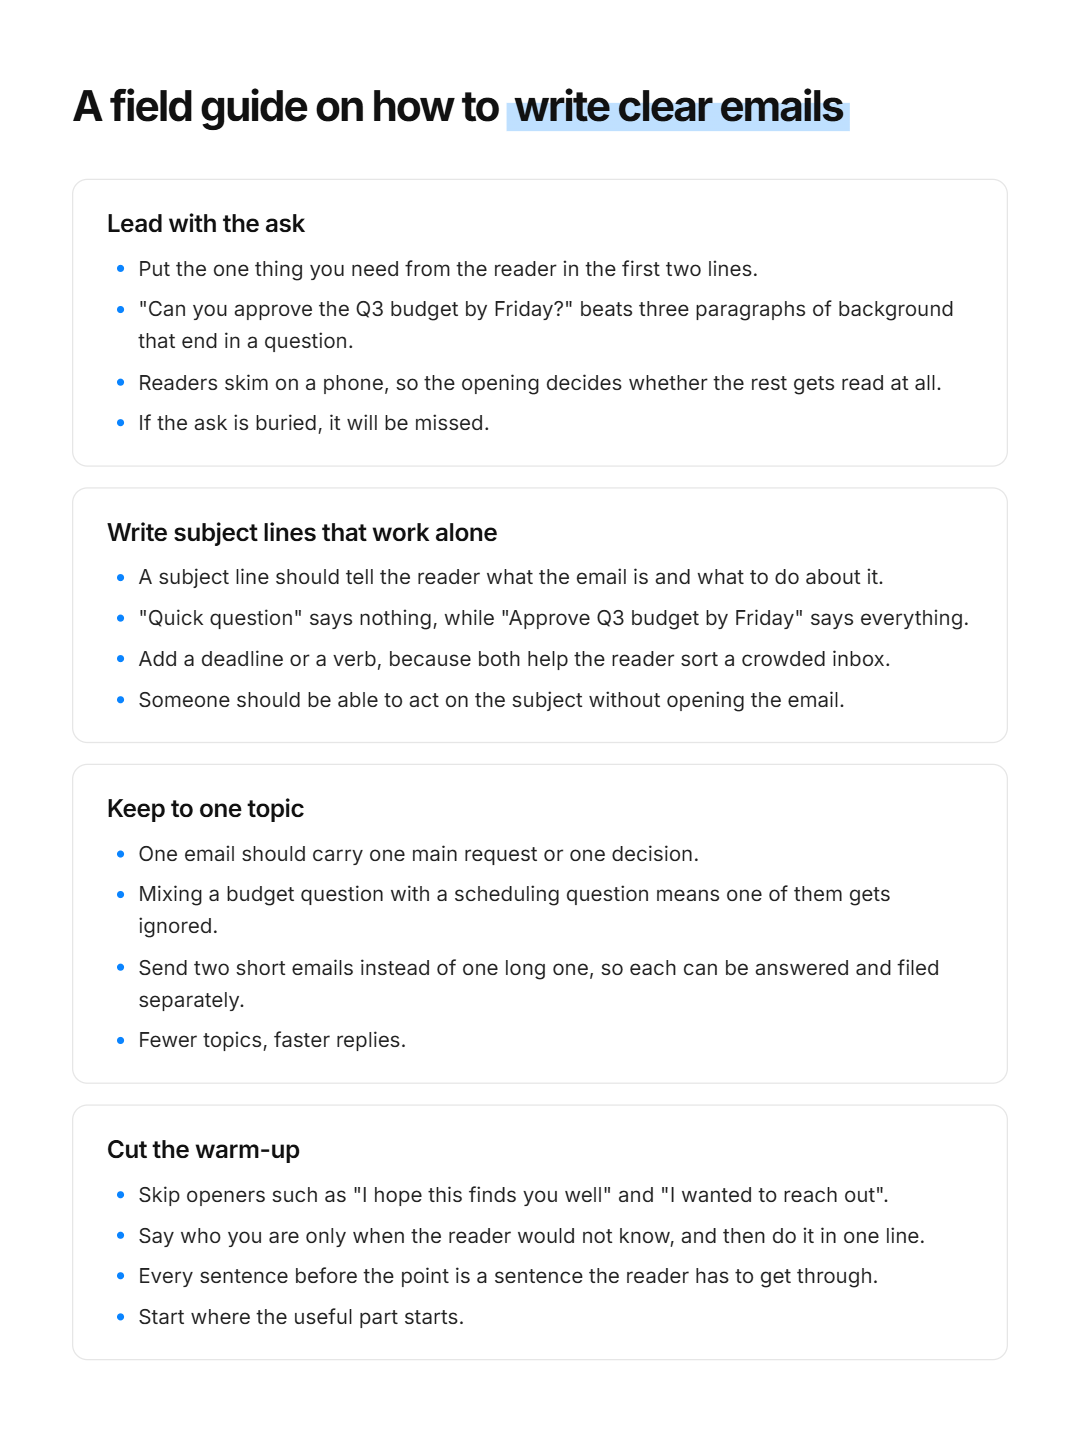 A field guide on how to write clear emails
Lead with the ask
Put the one thing you need from the reader in the first two lines.
"Can you approve the Q3 budget by Friday?" beats three paragraphs of background
that end in a question.
Readers skim on a phone, so the opening decides whether the rest gets read at all.
If the ask is buried, it will be missed.
Write subject lines that work alone
A subject line should tell the reader what the email is and what to do about it.
"Quick question" says nothing, while "Approve Q3 budget by Friday" says everything.
Add a deadline or a verb, because both help the reader sort a crowded inbox.
Someone should be able to act on the subject without opening the email.
Keep to one topic
One email should carry one main request or one decision.
Mixing a budget question with a scheduling question means one of them gets
ignored.
Send two short emails instead of one long one, so each can be answered and filed
separately.
Fewer topics, faster replies.
Cut the warm-up
Skip openers such as "I hope this finds you well" and "I wanted to reach out".
Say who you are only when the reader would not know, and then do it in one line.
Every sentence before the point is a sentence the reader has to get through.
Start where the useful part starts.